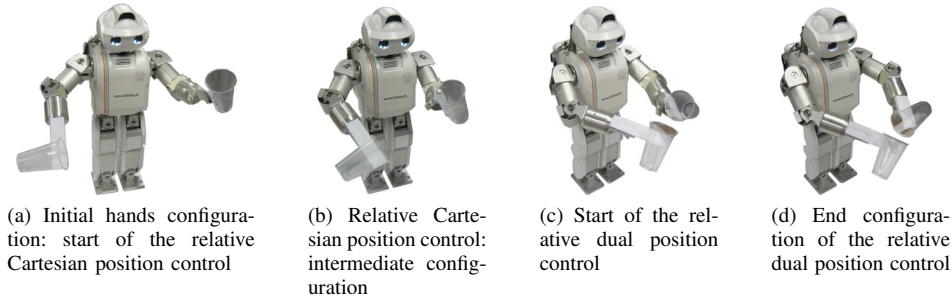 (a) Initial hands configura-
tion: start of the relative
Cartesian position control
(b) Relative Carte-
sian position control:
intermediate config-
uration
(c) Start of the rel-
ative dual position
control
(d) End configura-
tion of the relative
dual position control